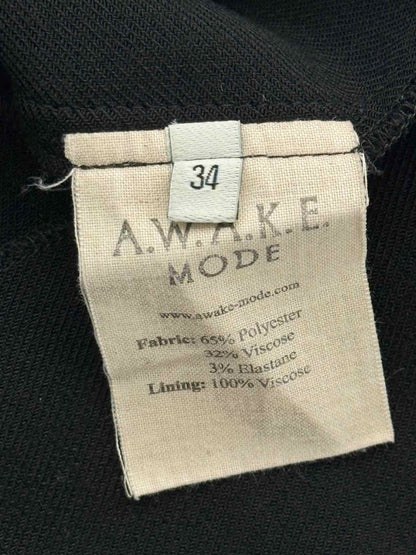 34
A.W.A.K.E.
MODE
www.awake-mode.com
Fabric: 65% Polyester
32% Viscose
3% Elastane
Lining: 100% Viscose